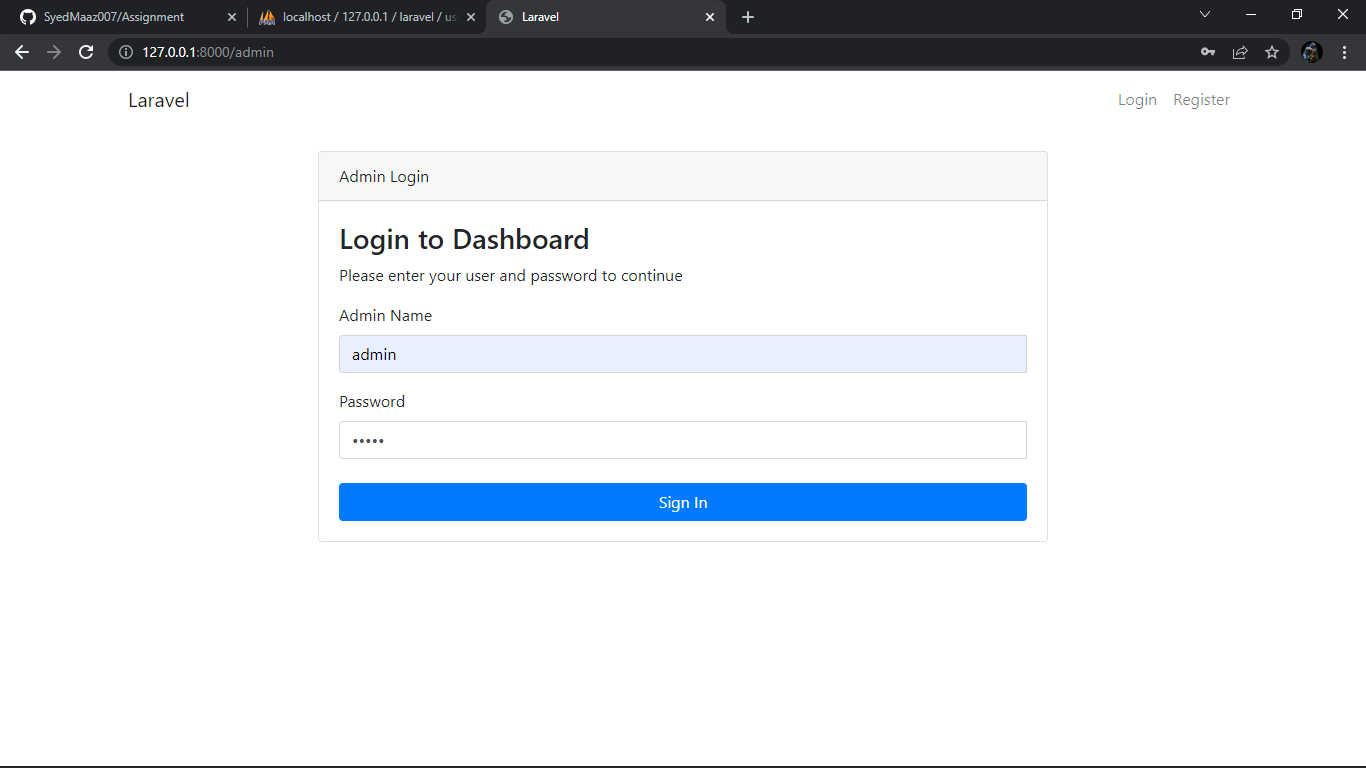 SyedMaaz007/Assignment
localhost / 127.0.0.1 / laravel / us
Laravel
127.0.0.1:8000/admin
Laravel
Login
Register
Admin Login
Login to Dashboard
Please enter your user and password to continue
Admin Name
admin
Password
•••••
Sign In